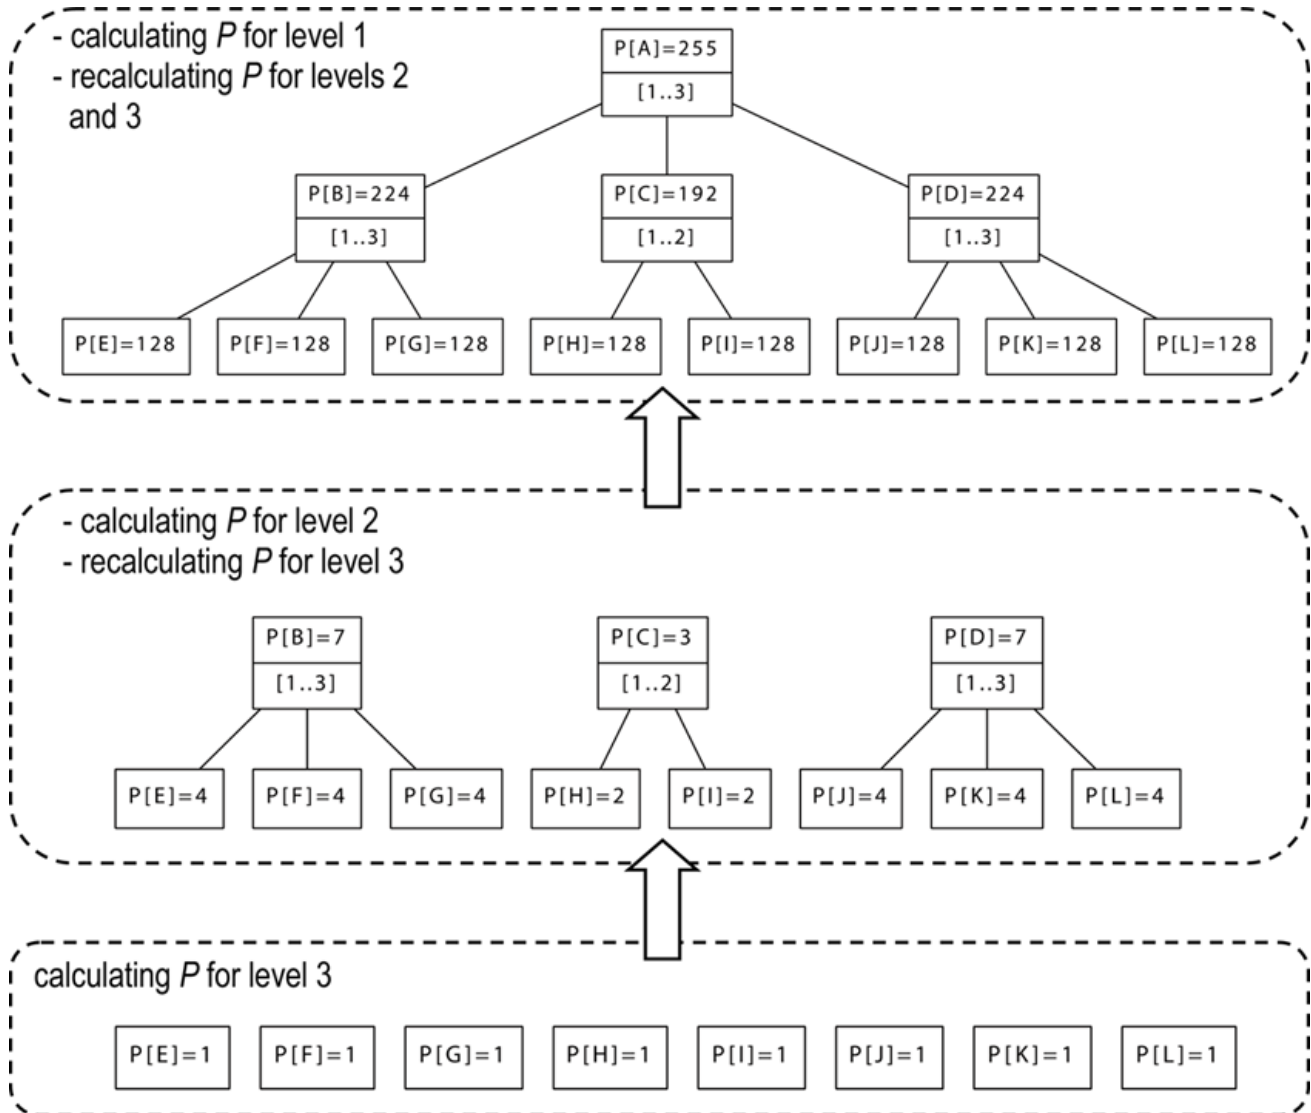 - calculating P for level 1
- recalculating P for levels 2
and 3
P[A]=255
[1..3]
P[B]=224
[1..3]
P[C]=192
[1..2]
P[D]=224
[1..3]
P[E]=128
P[F]=128
P[G]=128
P[H]=128
P[I]=128
P[J]=128
P[K]=128
P[L]=128
- calculating P for level 2
- recalculating P for level 3
P[B]=7
[1..3]
P[C]=3
[1..2]
P[D]=7
[1..3]
P[E]=4
P[F]=4
P[G]=4
P[H]=2
P[I]=2
P[J]=4
P[K]=4
P[L]=4
calculating P for level 3
P[E]=1
P[F]=1
P[G]=1
P[H]=1
P[I]=1
P[J]=1
P[K]=1
P[L]=1